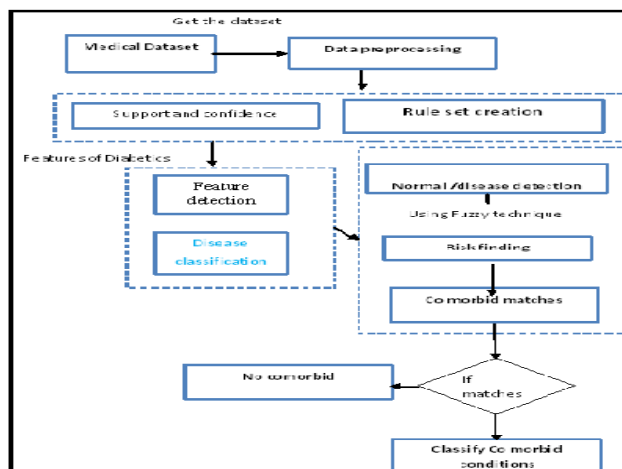 Get the dataset
Medical Dataset
Data preprocessing
Support and confidence
Rule set creation
Features of Diabetics
Feature
detection
Disease
classification
Normal /disease detection
Using Fuzzy technique
Risk finding
Co morbid matches
No comorbid
If
matches
Classify Co morbid
conditions